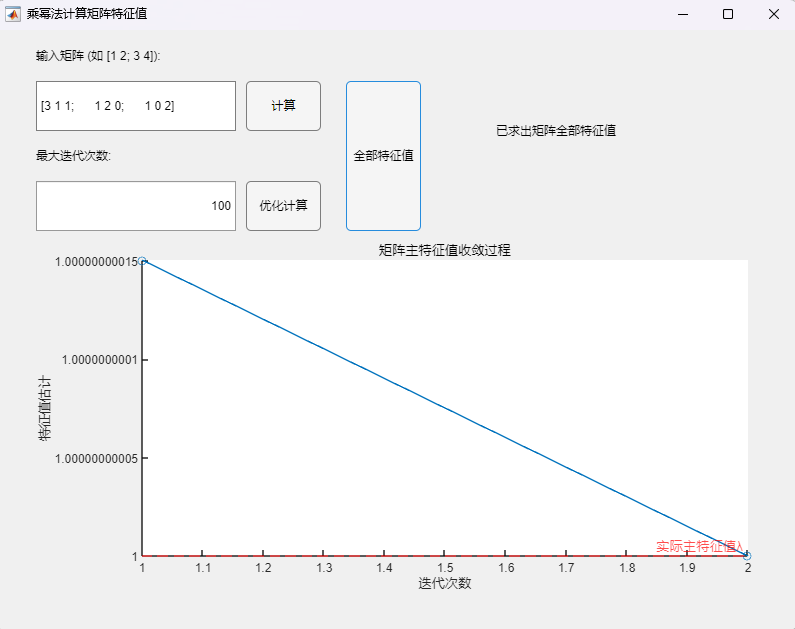 乘幂法计算矩阵特征值
输入矩阵 (如 [1 2; 3 4]):
[3 1 1; 1 2 0; 1 0 2]
计算
全部特征值
已求出矩阵全部特征值
最大迭代次数:
100
优化计算
矩阵主特征值收敛过程
1.00000000015
1.0000000001
1.00000000005
1
特征值估计
实际主特征值λ
1 1.1 1.2 1.3 1.4 1.5 1.6 1.7 1.8 1.9 2
迭代次数